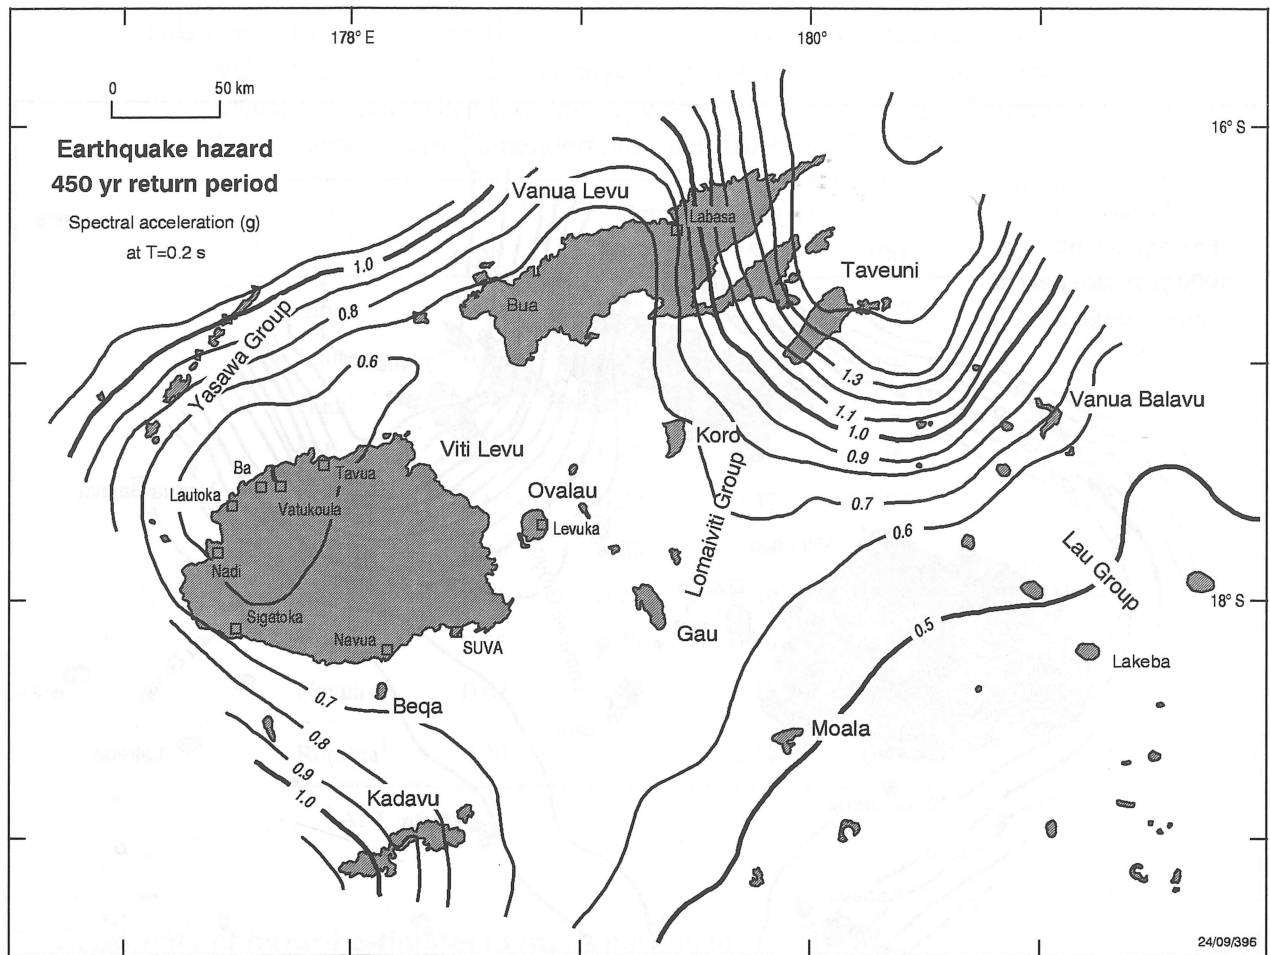 178° E
180°
0
50 km
16° S
Earthquake hazard
450 yr return period
Spectral acceleration (g)
at T=0.2 s
Vanua Levu
Labasa
1.0
Taveuni
Yasawa Group
0.8
Bua
0.6
1.3
1.1
1.0
0.9
Vanua Balavu
Koro
Viti Levu
Ba
Tavua
Lautoka
Vatukoula
Ovalau
Levuka
Lomaiviti Group
0.7
0.6
Lau Group
Nadi
18° S
Sigatoka
Navua
SUVA
Gau
0.5
Lakeba
0.7
Beqa
0.8
Moala
0.9
1.0
Kadavu
24/09/396